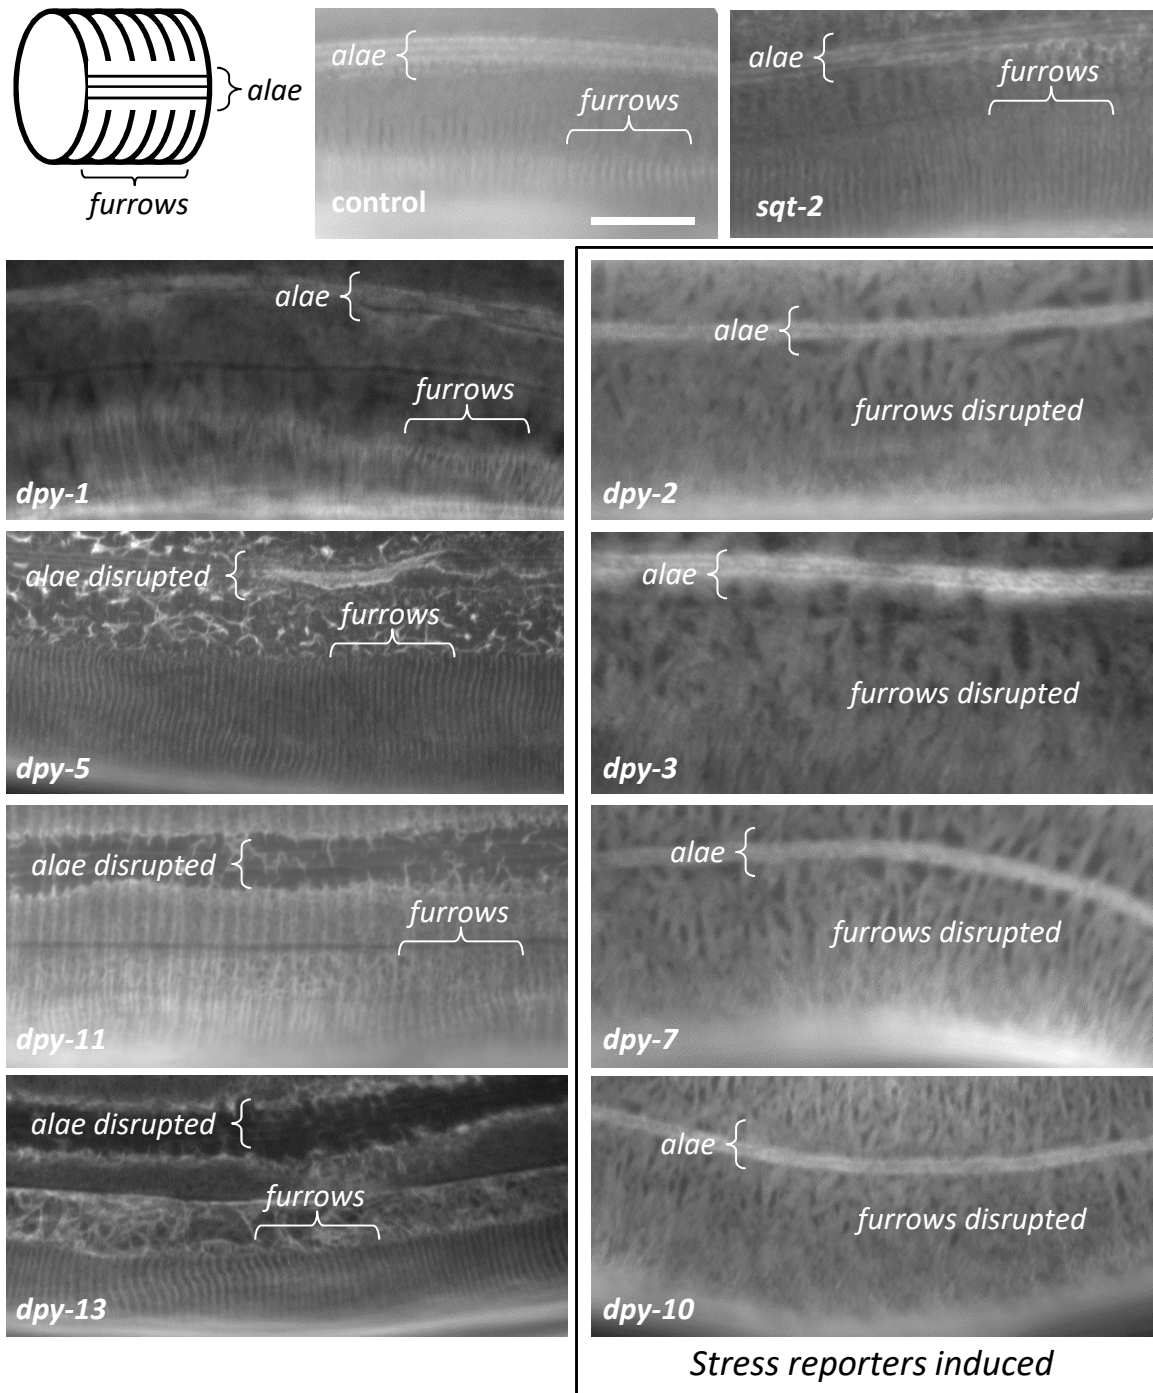 alae
furrows
alae
furrows
control
alae
furrows
sqt-2
alae
furrows
dpy-1
alae
furrows disrupted
dpy-2
alae disrupted
furrows
dpy-5
alae
furrows disrupted
dpy-3
alae disrupted
furrows
dpy-11
alae
furrows disrupted
dpy-7
alae disrupted
furrows
dpy-13
alae
furrows disrupted
dpy-10
Stress reporters induced